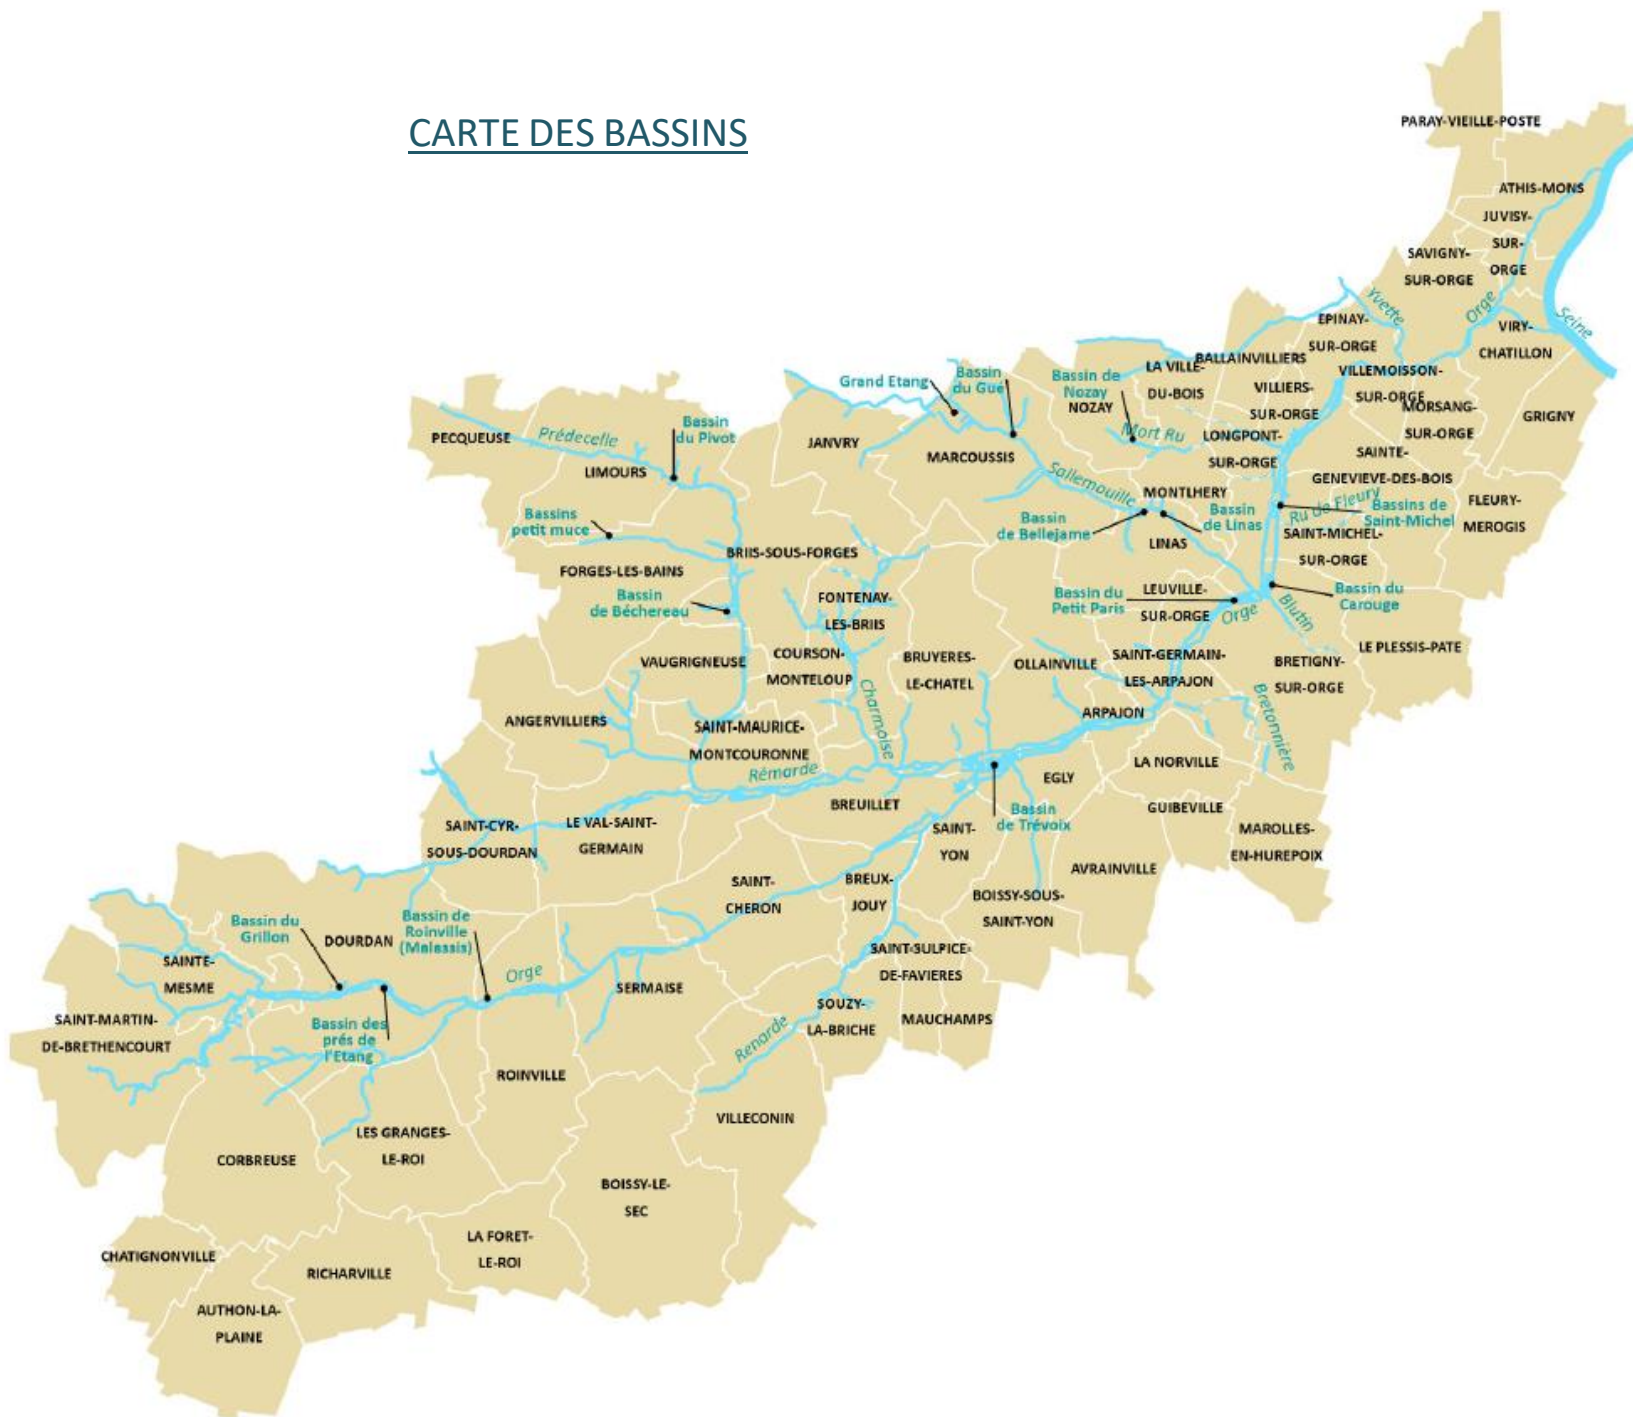 CARTE DES BASSINS
PARAY-VIEILLE-POSTE
ATHIS-MONS
JUVISY-
SUR-
ORGE
SAVIGNY-
SUR-ORGE
Yvette
Orge
Seine
EPINAY-
SUR-ORGE
VIRY-
CHATILLON
BALLAINVILLIERS
LA VILLE-
DU-BOIS
VILLEMOISSON-
SUR-ORGE
VILLIERS-
SUR-ORGE
MORSANG-
SUR-ORGE
GRIGNY
Grand Etang
Bassin
du Gué
Bassin de
Nozay
NOZAY
Mort Ru
LONGPONT-
SUR-ORGE
SAINTE-
GENEVIEVE-DES-BOIS
PECQUEUSE
Prédecelle
Bassin
du Pivot
LIMOURS
JANVRY
MARCOUSSIS
Sallemouille
MONTLHERY
Ru de Fleury
Bassins de
Saint-Michel
FLEURY-
MEROGIS
Bassins
petit muce
Bassin
de Bellejame
Bassin
de Linas
LINAS
SAINT-MICHEL-
SUR-ORGE
BRIIS-SOUS-FORGES
FORGES-LES-BAINS
Bassin
de Béchereau
FONTENAY-
LES-BRIIS
Bassin du
Petit Paris
LEUVILLE-
SUR-ORGE
Orge
Blutin
Bassin du
Carouge
VAUGRIGNEUSE
COURSON-
MONTELOUP
BRUYERES-
LE-CHATEL
OLLAINVILLE
SAINT-GERMAIN-
LES-ARPAJON
BRETIGNY-
SUR-ORGE
LE PLESSIS-PATE
ANGERVILLIERS
SAINT-MAURICE-
MONTCOURONNE
Charmoise
ARPAJON
Bretonnière
Rémarde
EGLY
LA NORVILLE
BREUILLET
Bassin
de Trévoix
GUIBEVILLE
SAINT-CYR-
SOUS-DOURDAN
LE VAL-SAINT-
GERMAIN
SAINT-
YON
MAROLLES-
EN-HUREPOIX
AVRAINVILLE
SAINT-
CHERON
BREUX-
JOUY
BOISSY-SOUS-
SAINT-YON
Bassin du
Grillon
DOURDAN
Bassin de
Roinville
(Malassis)
SAINTE-
MESME
Orge
SERMAISE
SAINT-SULPICE-
DE-FAVIERES
SAINT-MARTIN-
DE-BRETHENCOURT
Bassin des
prés de
l'Etang
SOUZY-
LA-BRICHE
MAUCHAMPS
Renarde
ROINVILLE
VILLECONIN
LES GRANGES-
LE-ROI
CORBREUSE
BOISSY-LE-
SEC
LA FORET-
LE-ROI
CHATIGNONVILLE
RICHARVILLE
AUTHON-LA-
PLAINE